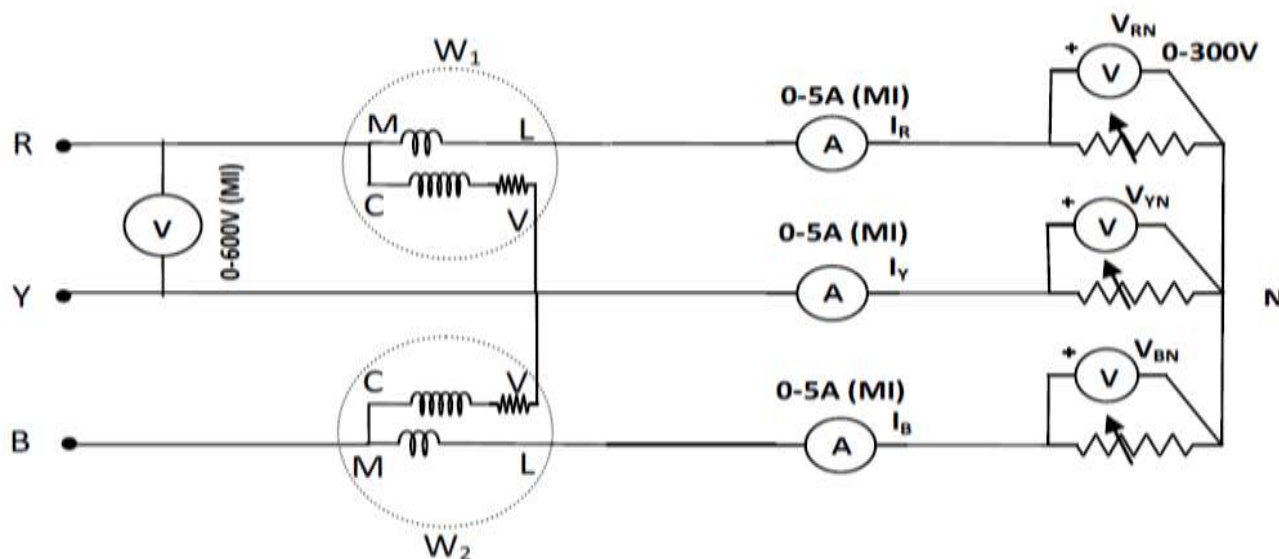 W₁
V_RN
+
V
0-300V
R
M
L
0-5A (MI)
A
I_R
C
V
V
0-600V (MI)
0-5A (MI)
+
V_YN
V
Y
A
I_Y
N
W₂
C
V
0-5A (MI)
+
V_BN
V
B
M
L
A
I_B